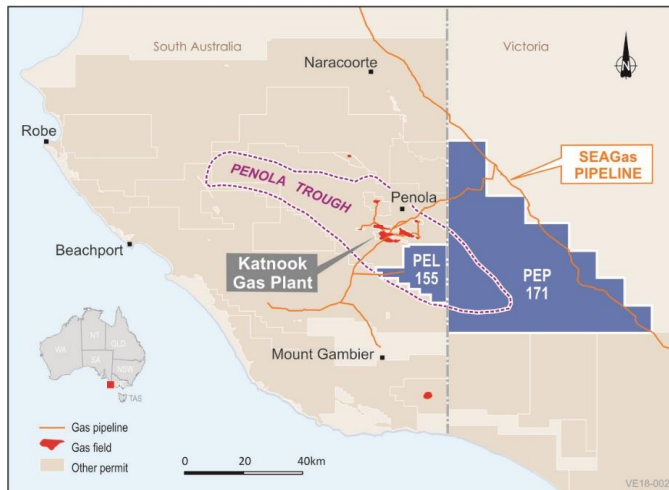 South Australia
Victoria
Naracoorte
N
Robe
SEAGas
PIPELINE
PENOLA TROUGH
Penola
Beachport
Katnook
Gas Plant
PEL
155
PEP
171
Mount Gambier
NT
QLD
WA
SA
NSW
TAS
Gas pipeline
Gas field
Other permit
0 20 40km
VE18-002